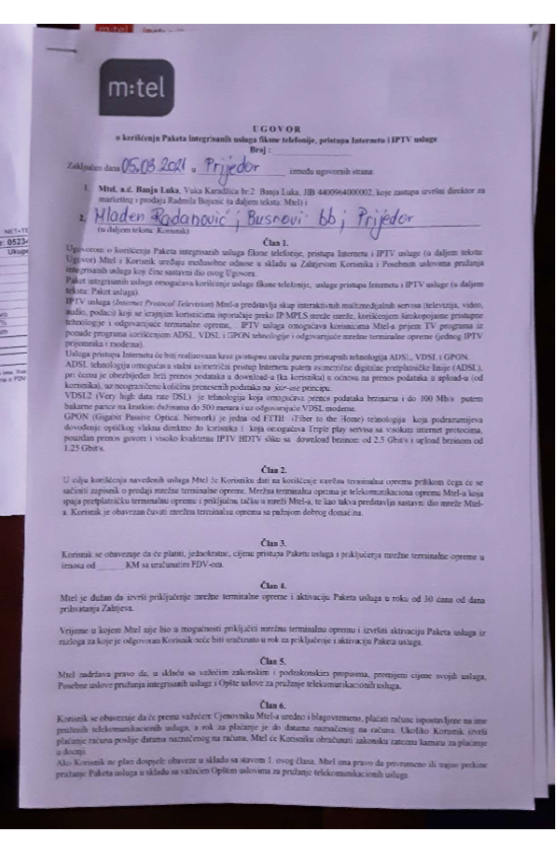 m:tel
UGOVOR
o korišćenju Paketa integrisanih usluga fiksne telefonije, pristupa Internetu i IPTV usluge
Broj :
Zaključen dana 05.03.2021 u Prijedor između ugovornih strana:
1. Mtel, a.d. Banja Luka, Vuka Karadžića br.2 Banja Luka, JIB 4400964000002, koje zastupa izvršni direktor za
marketing i prodaju Radmila Bojanić (u daljem tekstu: Mtel) i
2. Mladen Radanović, Busnovi bb, Prijedor
(u daljem tekstu: Korisnik)
Član 1.
Ugovorom o korišćenju Paketa integrisanih usluga fiksne telefonije, pristupa Internetu i IPTV usluge (u daljem tekstu:
Ugovor) Mtel i Korisnik uređuju međusobne odnose u skladu sa Zahtjevom Korisnika i Posebnim uslovima pružanja
integrisanih usluga koji čine sastavni dio ovog Ugovora.
Paket integrisanih usluga omogućava korišćenje usluge fiksne telefonije, usluge pristupa Internetu i IPTV usluge (u daljem
tekstu: Paket usluga).
IPTV usluga (Internet Protocol Television) Mtel-a predstavlja skup interaktivnih multimedijalnih servisa (televizija, video,
audio, podaci) koji se krajnjim korisnicima isporučuje preko IP/MPLS mreže mreže, korišćenjem širokopojasne pristupne
tehnologije i odgovarajuće terminalne opreme, . IPTV usluga omogućava korisnicima Mtel-a prijem TV programa iz
ponude programa korišćenjem ADSL, VDSL i GPON tehnologije i odgovarajuće mrežne terminalne opreme (jednog IPTV
prijemnika i modema).
Usluga pristupa Internetu će biti realizovana kroz pristupnu mrežu putem pristupnih tehnologija ADSL, VDSL i GPON.
ADSL tehnologija omogućava stalni asimetrični pristup Internetu putem asimetrične digitalne pretplatničke linije (ADSL),
pri čemu je obezbjeđen brži prenos podataka u download-u (ka korisniku) u odnosu na prenos podataka u upload-u (od
korisnika), uz neograničenu količinu prenesenih podataka na fair-use principu.
VDSL2 (Very high data rate DSL) je tehnologija koja omogućava prenos podataka brzinama i do 100 Mb/s putem
bakarne parice na kratkim dužinama do 500 metara i uz odgovarajuće VDSL modeme.
GPON (Gigabit Passive Optical Network) je jedna od FTTH (Fiber to the Home) tehnologija koja podrazumijeva
dovođenje optičkog vlakna direktno do korisnika i koja omogućava Triple play servise sa visokim internet protocima,
pouzdan prenos govora i visoko kvalitetnu IPTV HDTV sliku sa download brzinom od 2.5 Gbit/s i upload brzinom od
1.25 Gbit/s.
Član 2.
U cilju korišćenja navedenih usluga Mtel će Korisniku dati na korišćenje mrežnu terminalnu opremu prilikom čega će se
sačiniti zapisnik o predaji mrežne terminalne opreme. Mrežna terminalna oprema je telekomunikaciona oprema Mtel-a koja
spaja pretplatničku terminalnu opremu i priključnu tačku u mreži Mtel-a, te kao takva predstavlja sastavni dio mreže Mtel-
a. Korisnik je obavezan čuvati mrežnu terminalnu opremu sa pažnjom dobrog domaćina.
Član 3.
Korisnik se obavezuje da će platiti, jednokratno, cijenu pristupa Paketu usluga i priključenja mrežne terminalne opreme u
iznosu od KM sa uračunatim PDV-om.
Član 4.
Mtel je dužan da izvrši priključenje mrežne terminalne opreme i aktivaciju Paketa usluga u roku od 30 dana od dana
prihvatanja Zahtjeva.
Vrijeme u kojem Mtel nije bio u mogućnosti priključiti mrežnu terminalnu opremu i izvršiti aktivaciju Paketa usluga iz
razloga za koje je odgovoran Korisnik neće biti uračunato u rok za priključenje i aktivaciju Paketa usluga.
Član 5.
Mtel zadržava pravo da, u skladu sa važećim zakonskim i podzakonskim propisima, promijeni cijene svojih usluga,
Posebne uslove pružanja integrisanih usluga i Opšte uslove za pružanje telekomunikacionih usluga.
Član 6.
Korisnik se obavezuje da će prema važećem Cjenovniku Mtel-a uredno i blagovremeno, plaćati račune ispostavljene na ime
pruženih telekomunikacionih usluga, a rok za plaćanje je do datuma naznačenog na računu. Ukoliko Korisnik izvrši
plaćanje računa poslije datuma naznačenog na računu, Mtel će Korisniku obračunati zakonsku zateznu kamatu za plaćanje
u docnji.
Ako Korisnik ne plati dospjele obaveze u skladu sa stavom 1. ovog člana, Mtel ima pravo da privremeno ili trajno prekine
pružanje Paketa usluga u skladu sa važećim Opštim uslovima za pružanje telekomunikacionih usluga.